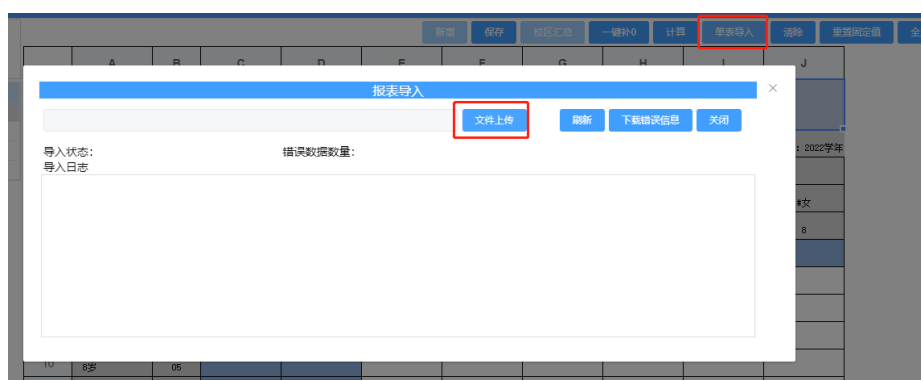 新增 保存 校区汇总 一键补0 计算 单表导入 清除 重置固定值 全
A B C D E F G H I J
报表导入 ×
文件上传 刷新 下载错误信息 关闭
导入状态: 错误数据数量: : 2022学年
导入日志
*女
8
10 8岁 05